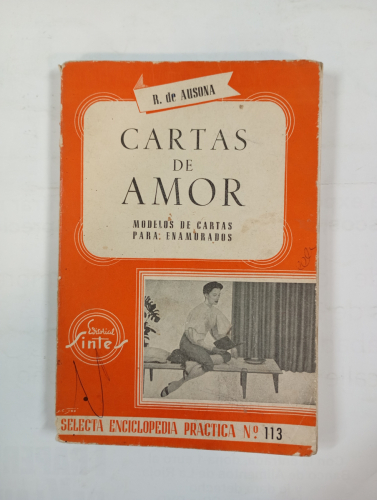 R. de AUSONA
CARTAS
DE
AMOR
MODELOS DE CARTAS
PARA ENAMORADOS
Editorial
Sintes
SELECTA ENCICLOPEDIA PRACTICA Nº 113